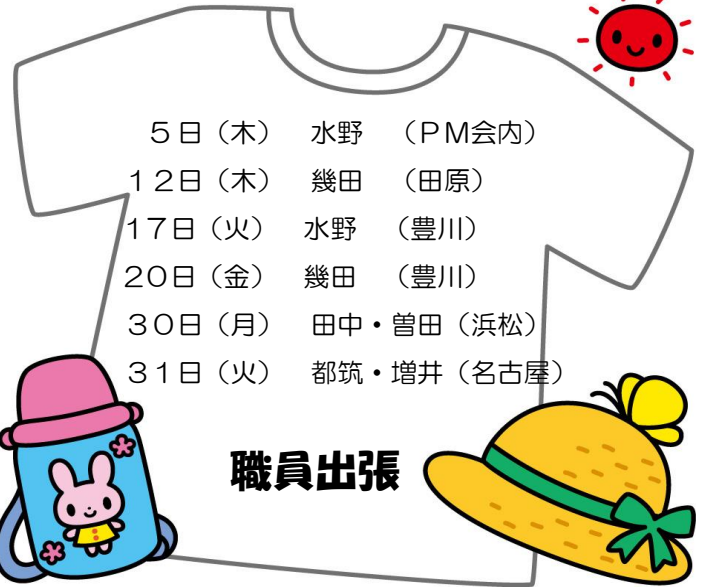 ５日（木）　水野　（ＰＭ会内）
１２日（木）　幾田　（田原）
１７日（火）　水野　（豊川）
２０日（金）　幾田　（豊川）
３０日（月）　田中・曽田（浜松）
３１日（火）　都筑・増井（名古屋）
職員出張